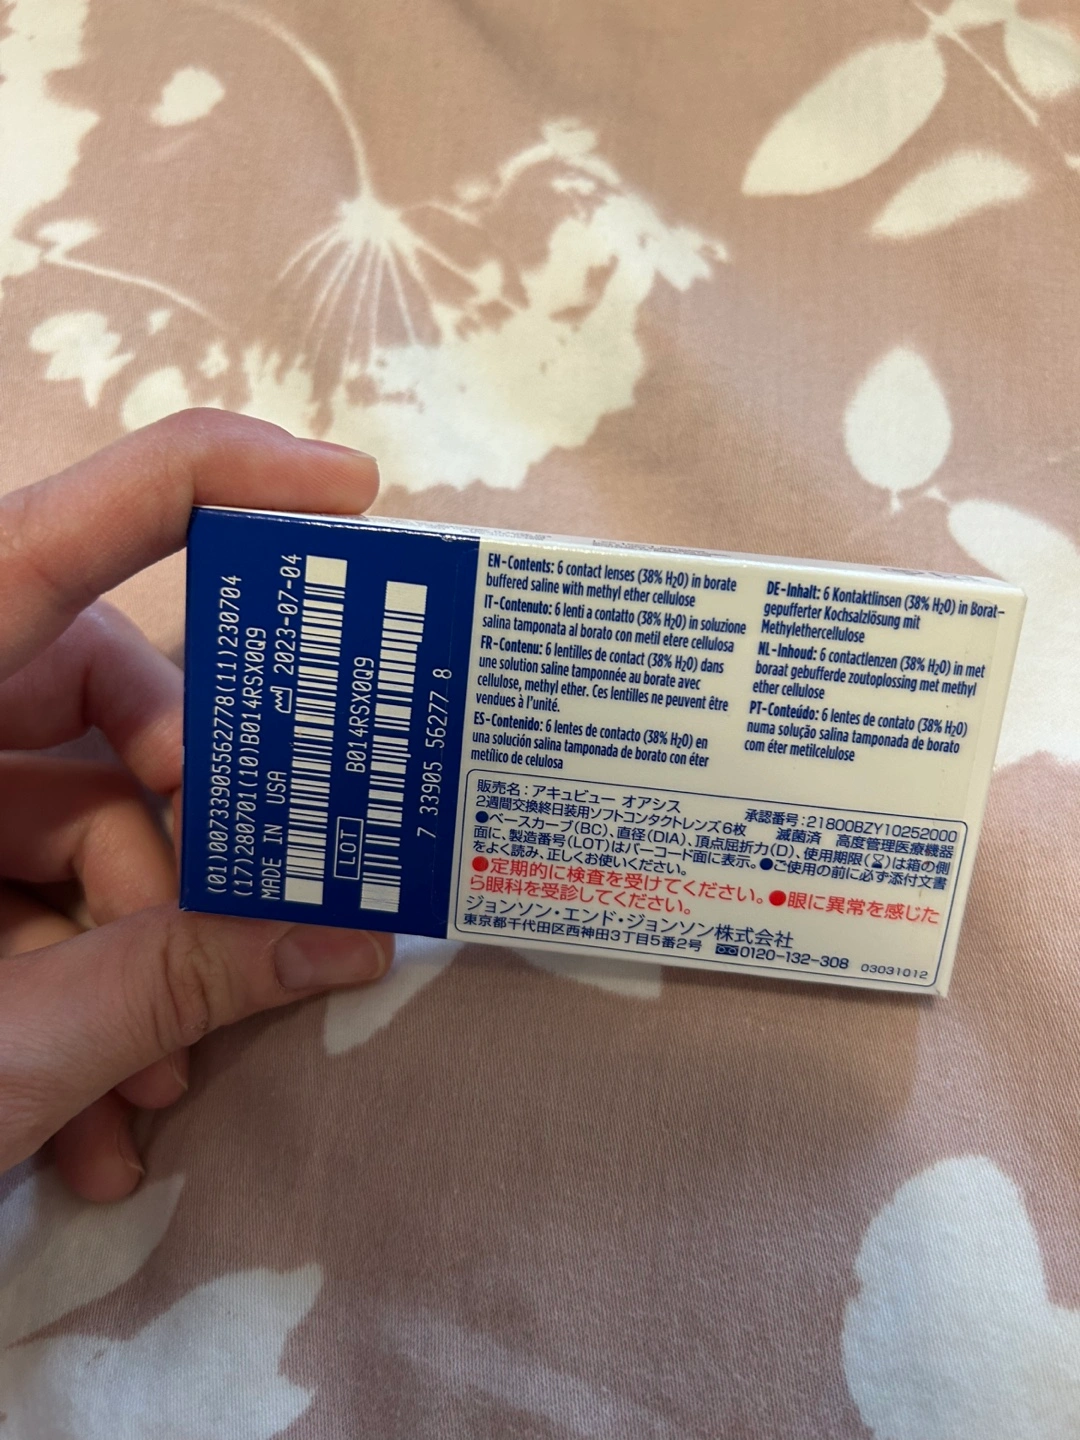 (01)00733905562778(11)230704
(17)280701(10)B014RSX0Q9
MADE IN USA 2023-07-04
LOT B014RSX0Q9
7 33905 56277 8
EN-Contents: 6 contact lenses (38% H₂O) in borate
buffered saline with methyl ether cellulose
IT-Contenuto: 6 lenti a contatto (38% H₂O) in soluzione
salina tamponata al borato con metil etere cellulosa
FR-Contenu: 6 lentilles de contact (38% H₂O) dans
une solution saline tamponnée au borate avec
cellulose, methyl ether. Ces lentilles ne peuvent être
vendues à l'unité.
ES-Contenido: 6 lentes de contacto (38% H₂O) en
una solución salina tamponada de borato con éter
metílico de celulosa
DE-Inhalt: 6 Kontaktlinsen (38% H₂O) in Borat-
gepufferter Kochsalzlösung mit
Methylethercellulose
NL-Inhoud: 6 contactlenzen (38% H₂O) in met
boraat gebufferde zoutoplossing met methyl
ether cellulose
PT-Conteúdo: 6 lentes de contato (38% H₂O)
numa solução salina tamponada de borato
com éter metilcelulose
販売名：アキュビュー オアシス 承認番号：21800BZY10252000
2週間交換終日装用ソフトコンタクトレンズ6枚 滅菌済 高度管理医療機器
●ベースカーブ(BC)、直径(DIA)、頂点屈折力(D)、使用期限(⌛)は箱の側
面に、製造番号(LOT)はバーコード面に表示。●ご使用の前に必ず添付文書
をよく読み、正しくお使いください。
●定期的に検査を受けてください。●眼に異常を感じた
ら眼科を受診してください。
ジョンソン・エンド・ジョンソン株式会社
東京都千代田区西神田3丁目5番2号 0120-132-308 03031012